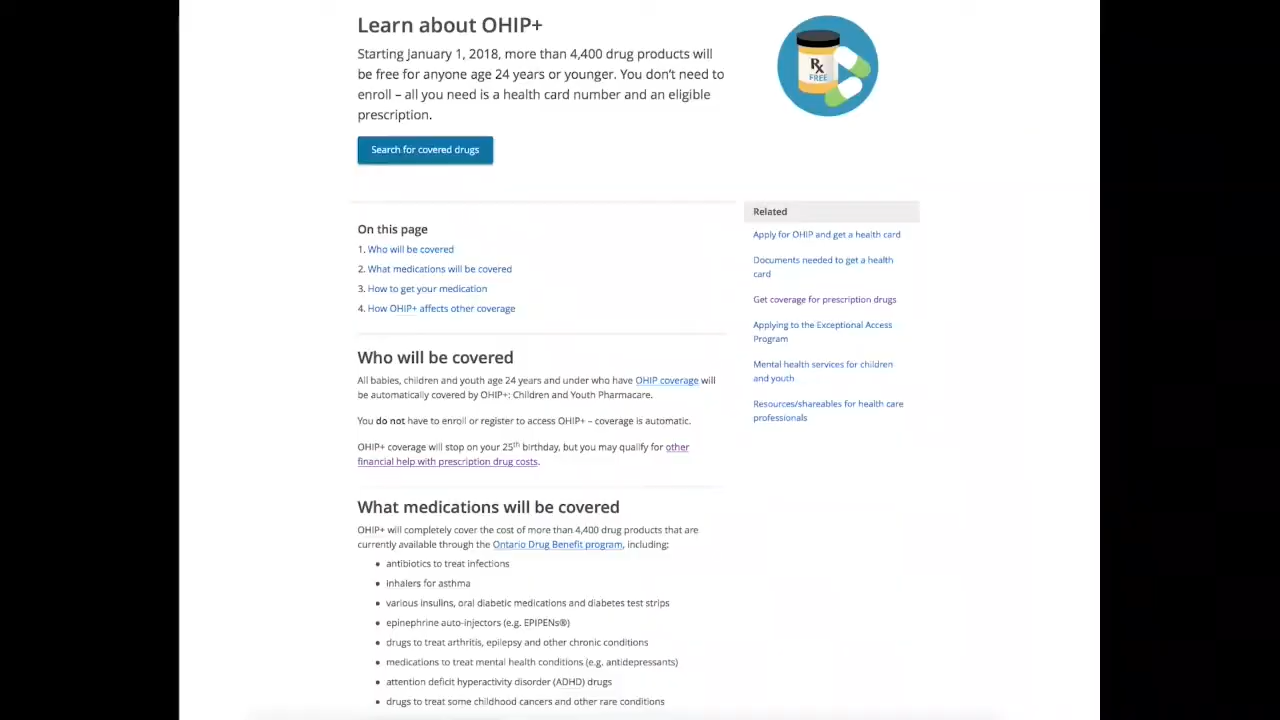 Learn about OHIP+
Starting January 1, 2018, more than 4,400 drug products will
be free for anyone age 24 years or younger. You don’t need to
enroll – all you need is a health card number and an eligible
prescription.
Rx
FREE
Search for covered drugs
On this page
1. Who will be covered
2. What medications will be covered
3. How to get your medication
4. How OHIP+ affects other coverage
Who will be covered
All babies, children and youth age 24 years and under who have OHIP coverage will
be automatically covered by OHIP+: Children and Youth Pharmacare.
You do not have to enroll or register to access OHIP+ – coverage is automatic.
OHIP+ coverage will stop on your 25th birthday, but you may qualify for other
financial help with prescription drug costs.
What medications will be covered
OHIP+ will completely cover the cost of more than 4,400 drug products that are
currently available through the Ontario Drug Benefit program, including:
• antibiotics to treat infections
• inhalers for asthma
• various insulins, oral diabetic medications and diabetes test strips
• epinephrine auto-injectors (e.g. EPIPENs®)
• drugs to treat arthritis, epilepsy and other chronic conditions
• medications to treat mental health conditions (e.g. antidepressants)
• attention deficit hyperactivity disorder (ADHD) drugs
• drugs to treat some childhood cancers and other rare conditions
Related
Apply for OHIP and get a health card
Documents needed to get a health
card
Get coverage for prescription drugs
Applying to the Exceptional Access
Program
Mental health services for children
and youth
Resources/shareables for health care
professionals